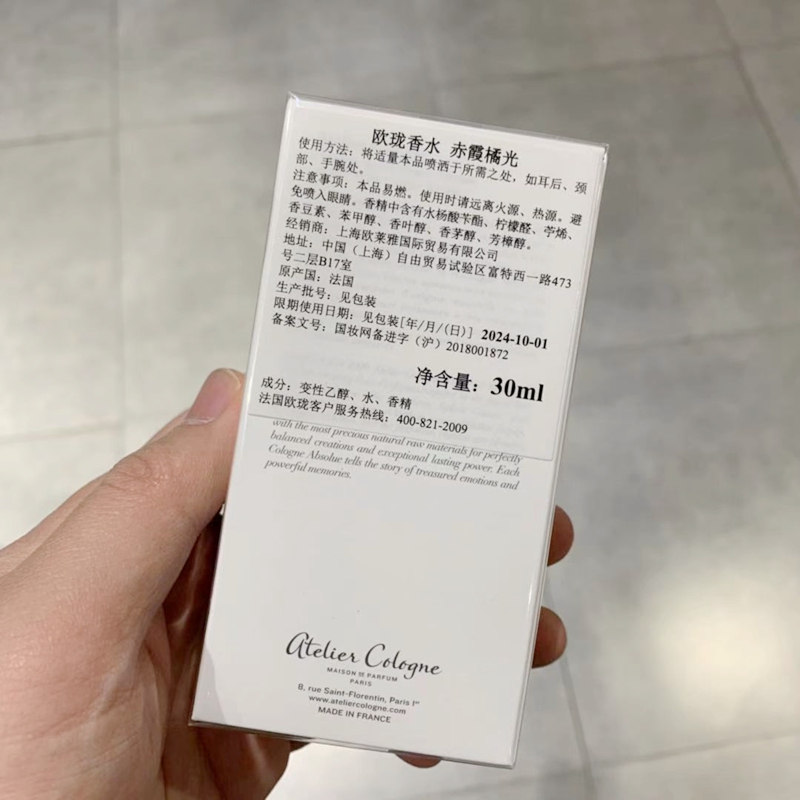 欧珑香水 赤霞橘光
使用方法：将适量本品喷洒于所需之处，如耳后、颈
部、手腕处。
注意事项：本品易燃。使用时请远离火源、热源。避
免喷入眼睛。香精中含有水杨酸苄酯、柠檬醛、苧烯、
香豆素、苯甲醇、香叶醇、香茅醇、芳樟醇。
经销商：上海欧莱雅国际贸易有限公司
地址：中国（上海）自由贸易试验区富特西一路473
号二层B17室
原产国：法国
生产批号：见包装
限期使用日期：见包装[年/月/(日)] 2024-10-01
备案文号：国妆网备进字（沪）2018001872
净含量：30ml
成分：变性乙醇、水、香精
法国欧珑客户服务热线：400-821-2009
with the most precious natural raw materials for perfectly
balanced creations and exceptional lasting power. Each
Cologne Absolue tells the story of treasured emotions and
powerful memories.
Atelier Cologne
MAISON DE PARFUM
PARIS
8, rue Saint-Florentin, Paris 1er
www.ateliercologne.com
MADE IN FRANCE